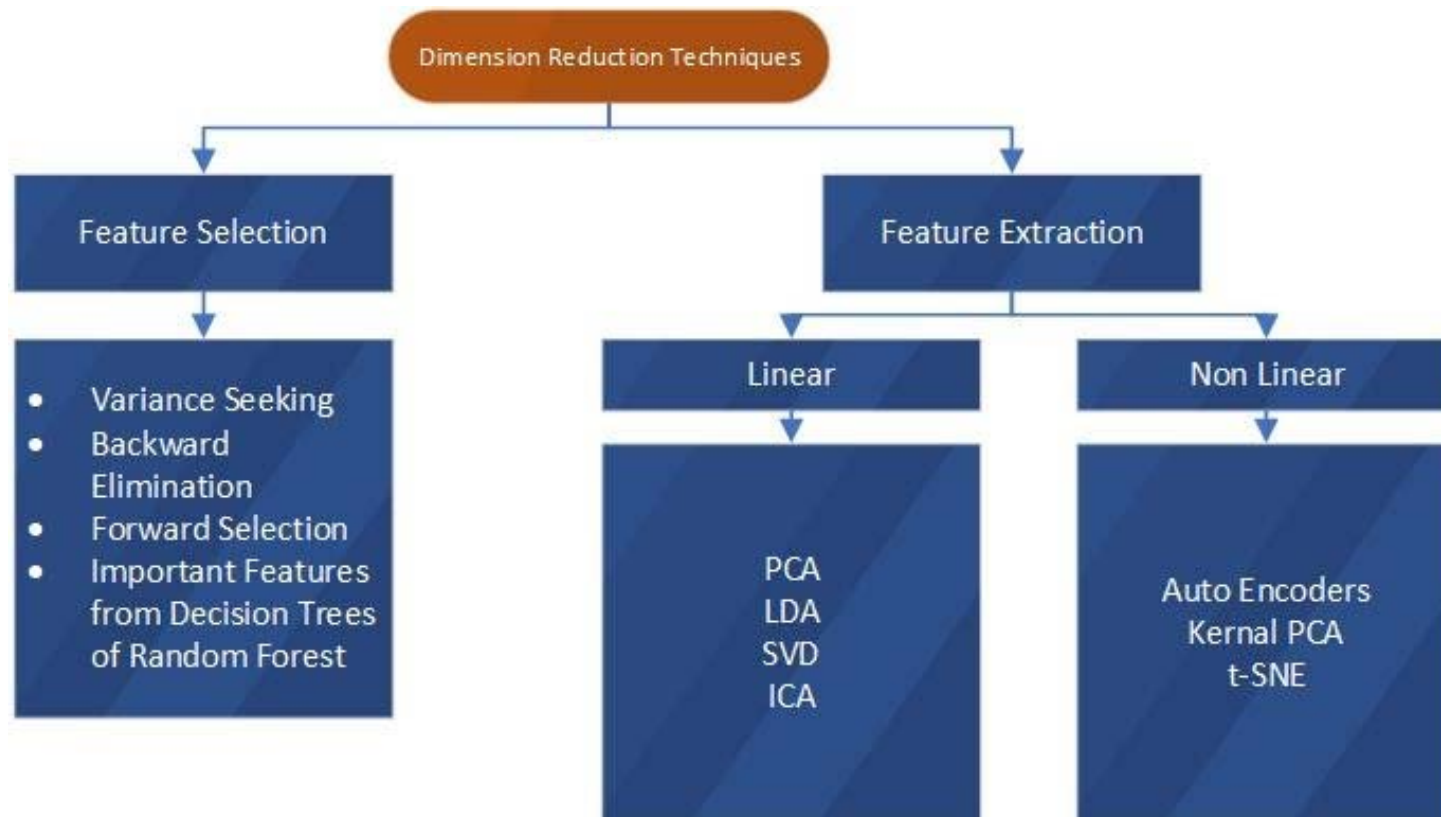 Dimension Reduction Techniques
Feature Selection
Feature Extraction
• Variance Seeking
• Backward
Elimination
• Forward Selection
• Important Features
from Decision Trees
of Random Forest
Linear
Non Linear
PCA
LDA
SVD
ICA
Auto Encoders
Kernal PCA
t-SNE